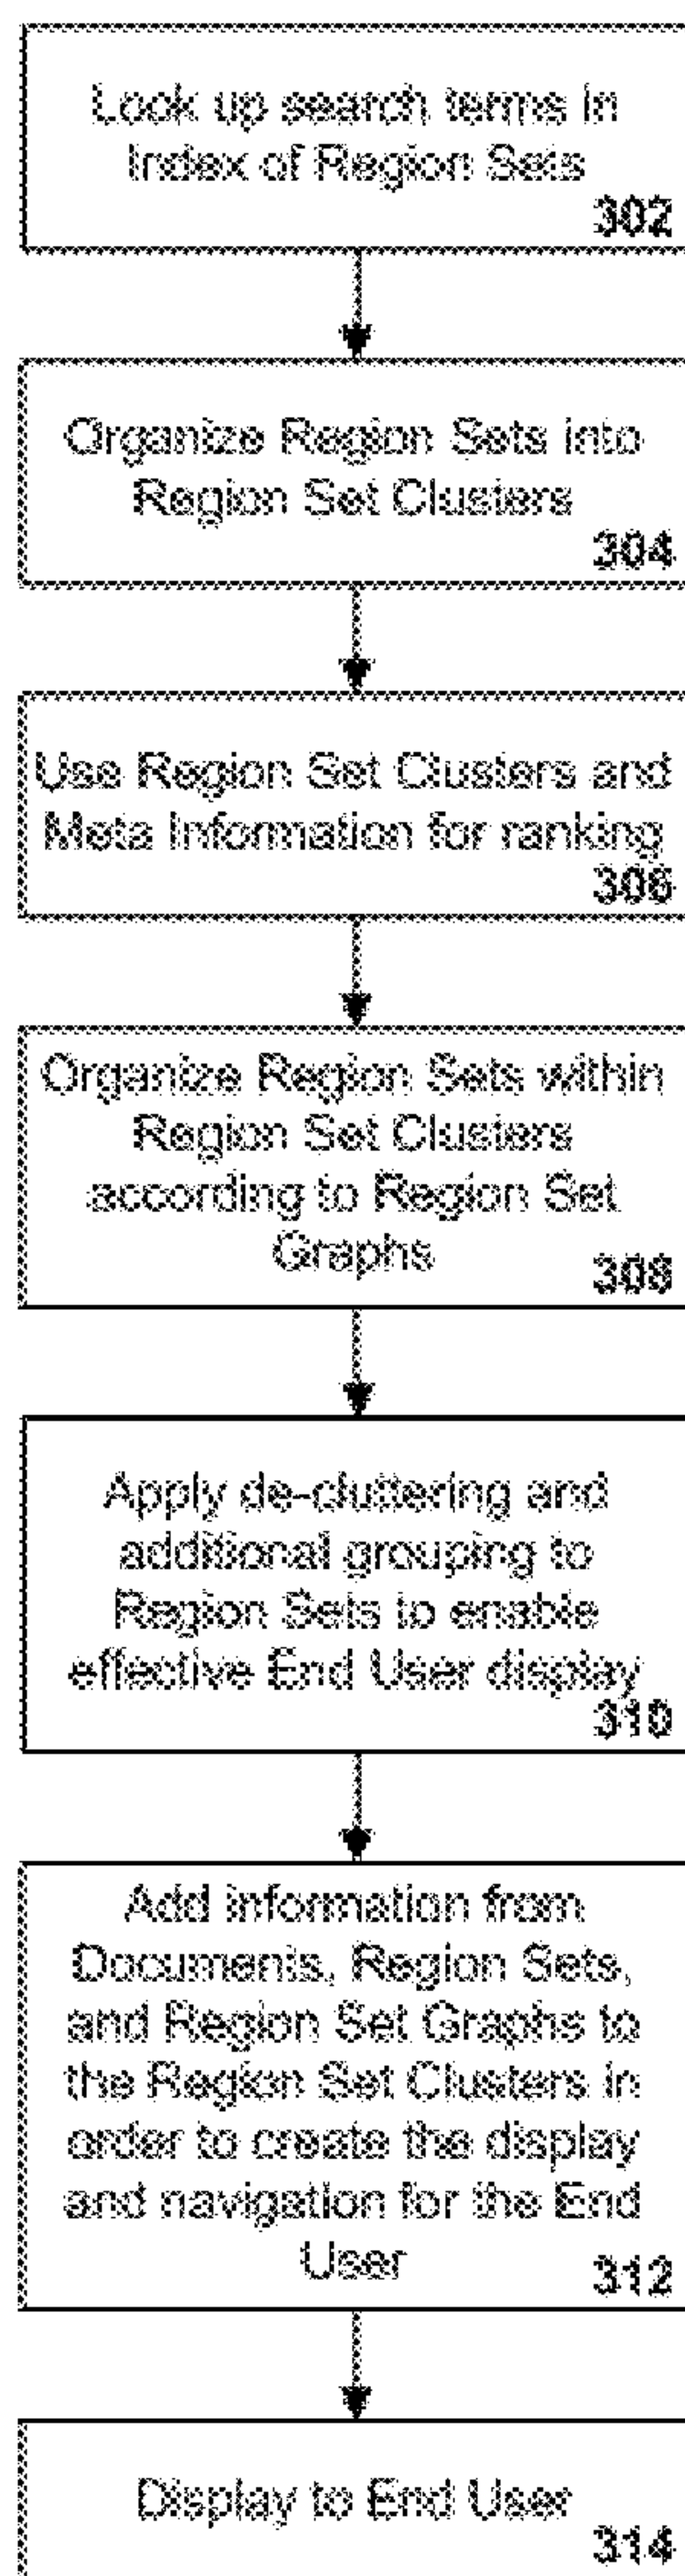 Look up search terms in
Index of Region Sets
302
Organize Region Sets into
Region Set Clusters
304
Use Region Set Clusters and
Meta Information for ranking
306
Organize Region Sets within
Region Set Clusters
according to Region Set
Graphs
308
Apply de-cluttering and
additional grouping to
Region Sets to enable
effective End User display
310
Add information from
Documents, Region Sets,
and Region Set Graphs to
the Region Set Clusters in
order to create the display
and navigation for the End
User
312
Display to End User
314